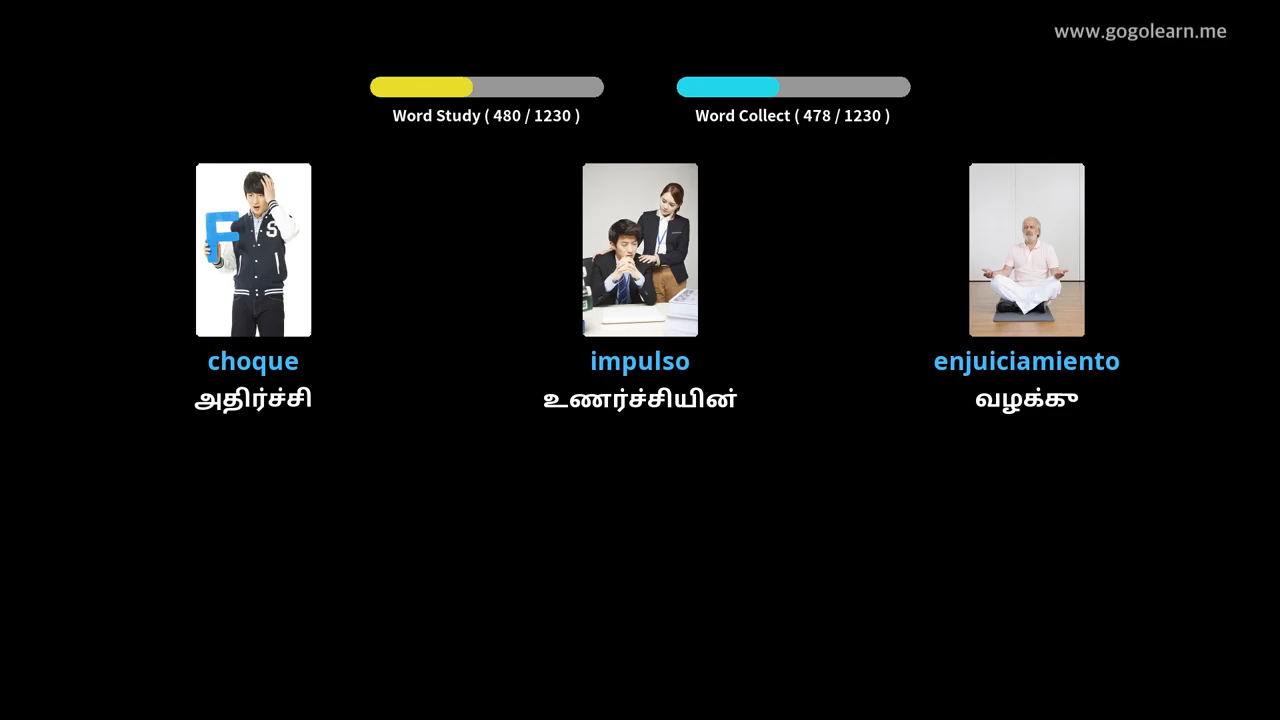 www.gogolearn.me
Word Study ( 480 / 1230 )
Word Collect ( 478 / 1230 )
F
S
choque
impulso
enjuiciamiento
அதிர்ச்சி
உணர்ச்சியின்
வழக்கு